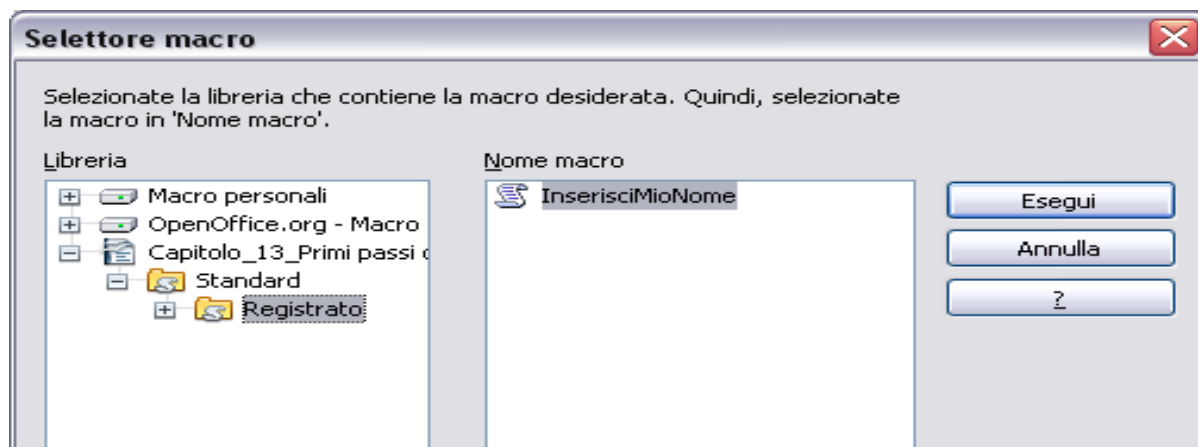 Selettore macro
Selezionate la libreria che contiene la macro desiderata. Quindi, selezionate
la macro in 'Nome macro'.
Libreria
Nome macro
Macro personali
OpenOffice.org - Macro
Capitolo_13_Primi passi
Standard
Registrato
InserisciMioNome
Esegui
Annulla
?